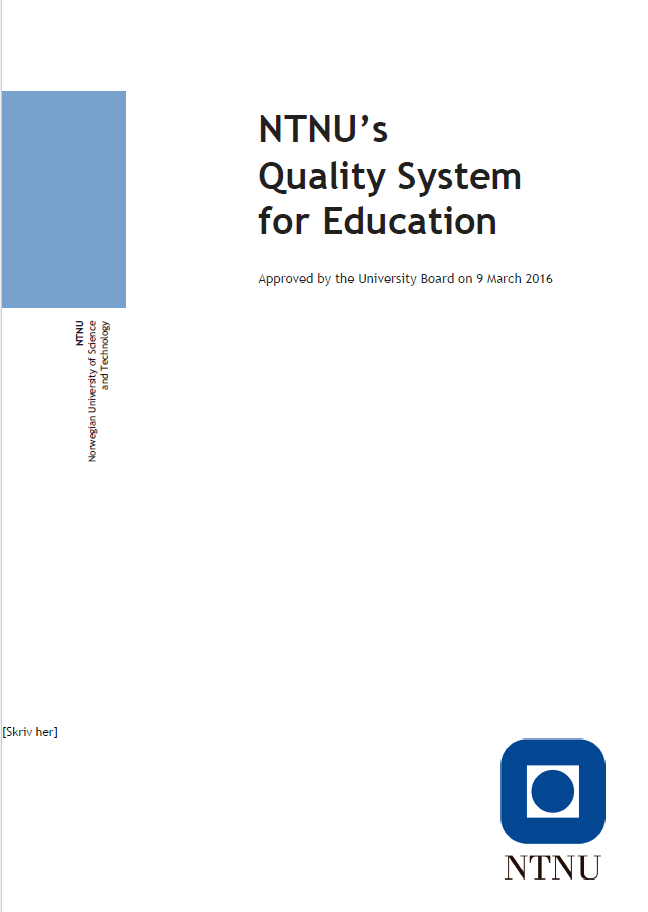 NTNU’s
Quality System
for Education
Approved by the University Board on 9 March 2016
NTNU
Norwegian University of Science
and Technology
[Skriv her]
NTNU